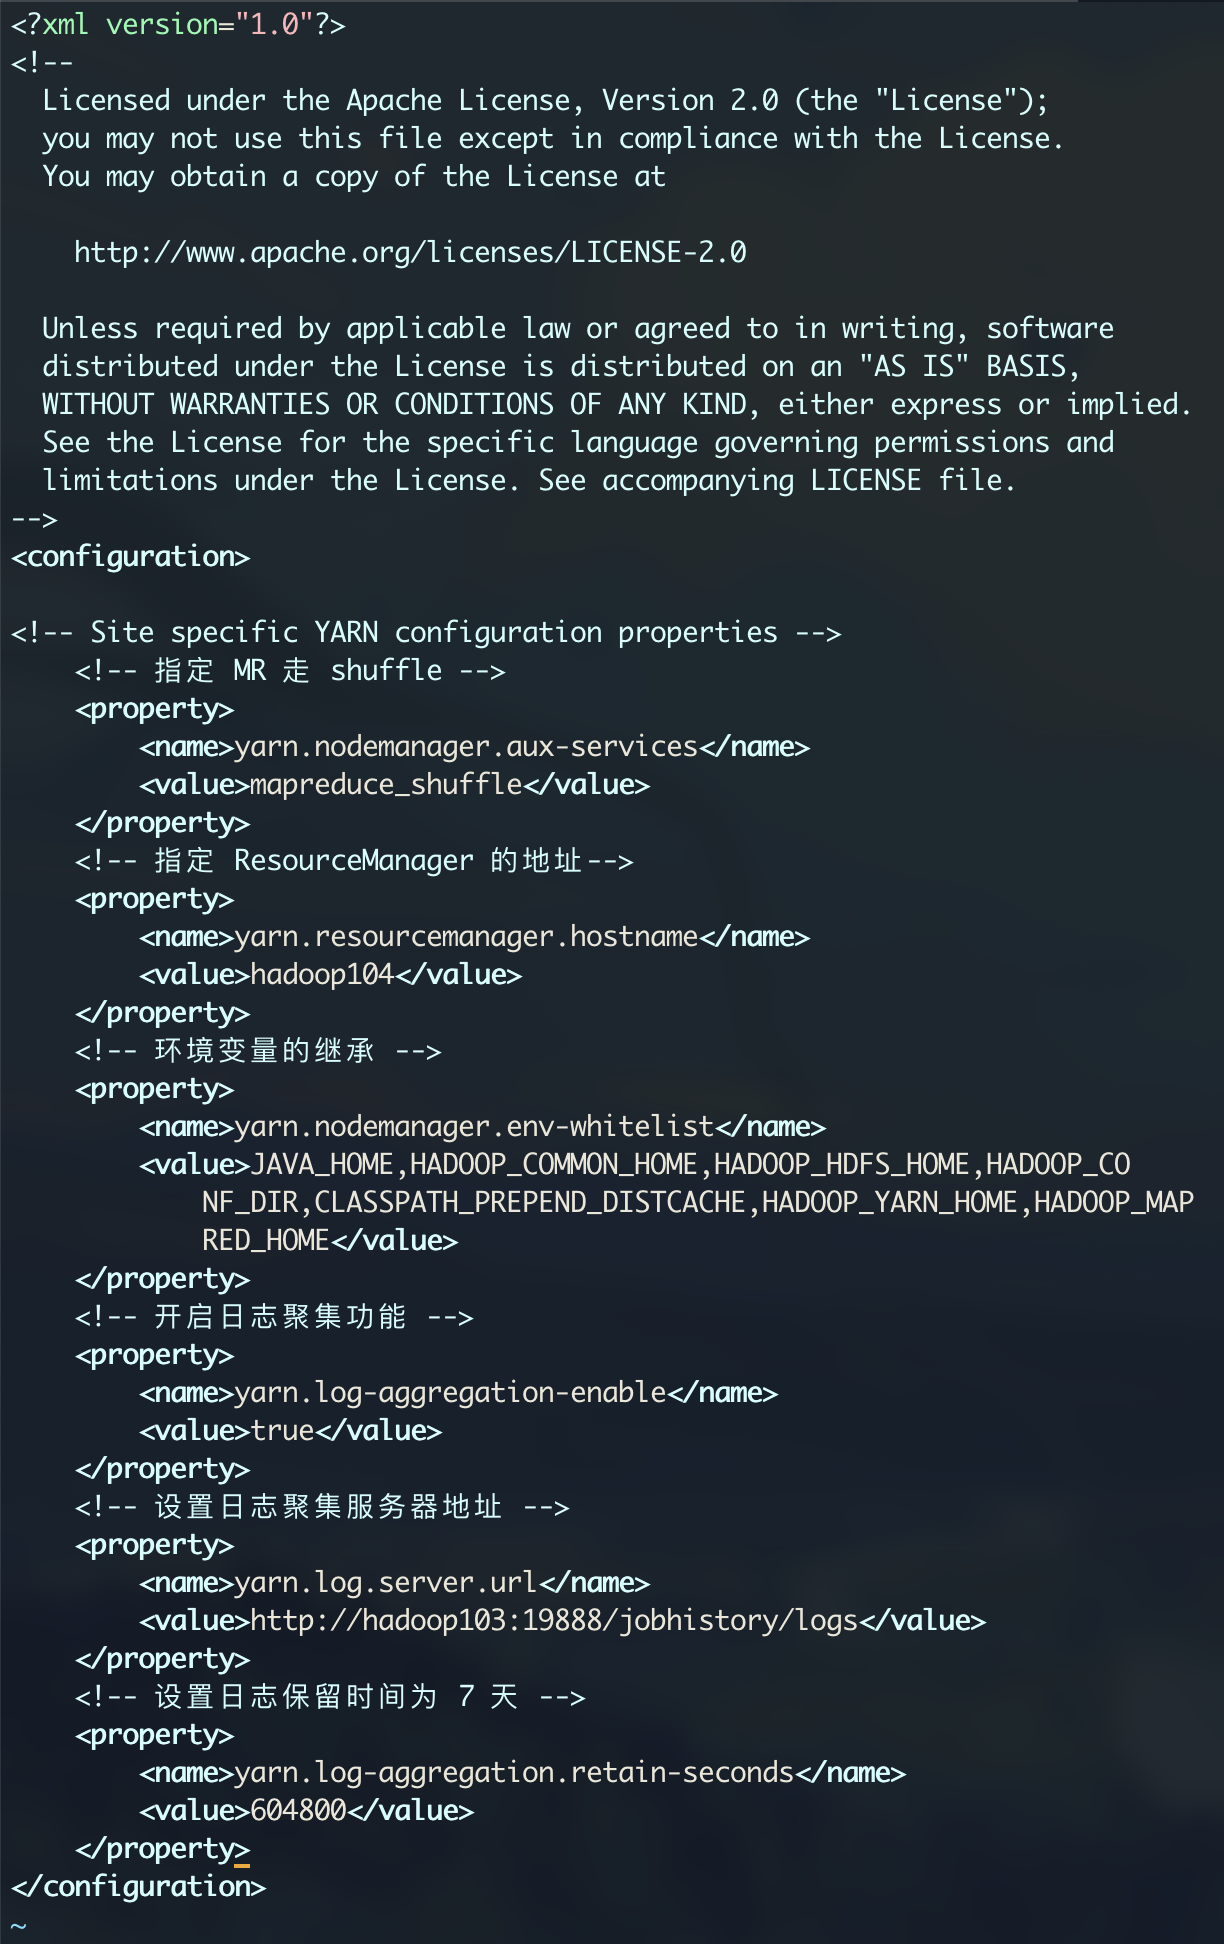 <?xml version="1.0"?>
<!--
  Licensed under the Apache License, Version 2.0 (the "License");
  you may not use this file except in compliance with the License.
  You may obtain a copy of the License at

    http://www.apache.org/licenses/LICENSE-2.0

  Unless required by applicable law or agreed to in writing, software
  distributed under the License is distributed on an "AS IS" BASIS,
  WITHOUT WARRANTIES OR CONDITIONS OF ANY KIND, either express or implied.
  See the License for the specific language governing permissions and
  limitations under the License. See accompanying LICENSE file.
-->
<configuration>

<!-- Site specific YARN configuration properties -->
    <!-- 指定 MR 走 shuffle -->
    <property>
        <name>yarn.nodemanager.aux-services</name>
        <value>mapreduce_shuffle</value>
    </property>
    <!-- 指定 ResourceManager 的地址-->
    <property>
        <name>yarn.resourcemanager.hostname</name>
        <value>hadoop104</value>
    </property>
    <!-- 环境变量的继承 -->
    <property>
        <name>yarn.nodemanager.env-whitelist</name>
        <value>JAVA_HOME,HADOOP_COMMON_HOME,HADOOP_HDFS_HOME,HADOOP_CO
            NF_DIR,CLASSPATH_PREPEND_DISTCACHE,HADOOP_YARN_HOME,HADOOP_MAP
            RED_HOME</value>
    </property>
    <!-- 开启日志聚集功能 -->
    <property>
        <name>yarn.log-aggregation-enable</name>
        <value>true</value>
    </property>
    <!-- 设置日志聚集服务器地址 -->
    <property>
        <name>yarn.log.server.url</name>
        <value>http://hadoop103:19888/jobhistory/logs</value>
    </property>
    <!-- 设置日志保留时间为 7 天 -->
    <property>
        <name>yarn.log-aggregation.retain-seconds</name>
        <value>604800</value>
    </property>
</configuration>
~